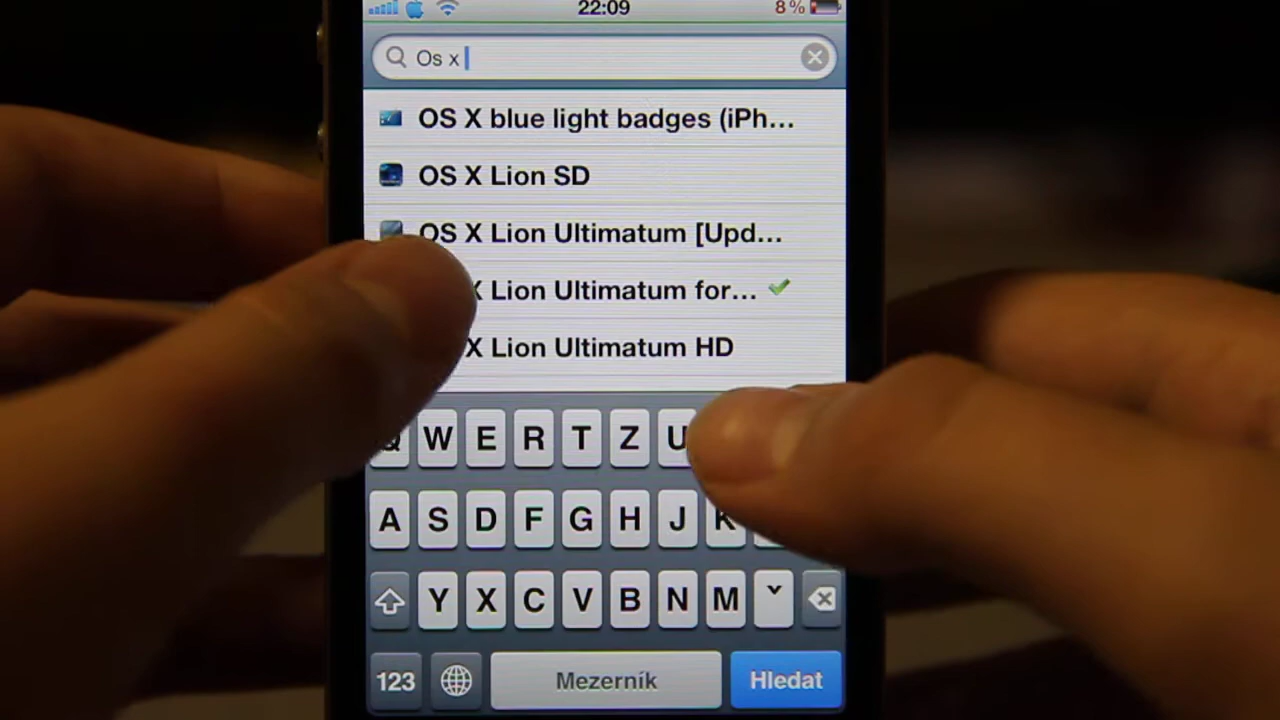 22:09 8 %
Os x
OS X blue light badges (iPh...
OS X Lion SD
OS X Lion Ultimatum [Upd...
X Lion Ultimatum for...
X Lion Ultimatum HD
Q W E R T Z U
A S D F G H J K
Y X C V B N M ˇ
123 Mezerník Hledat